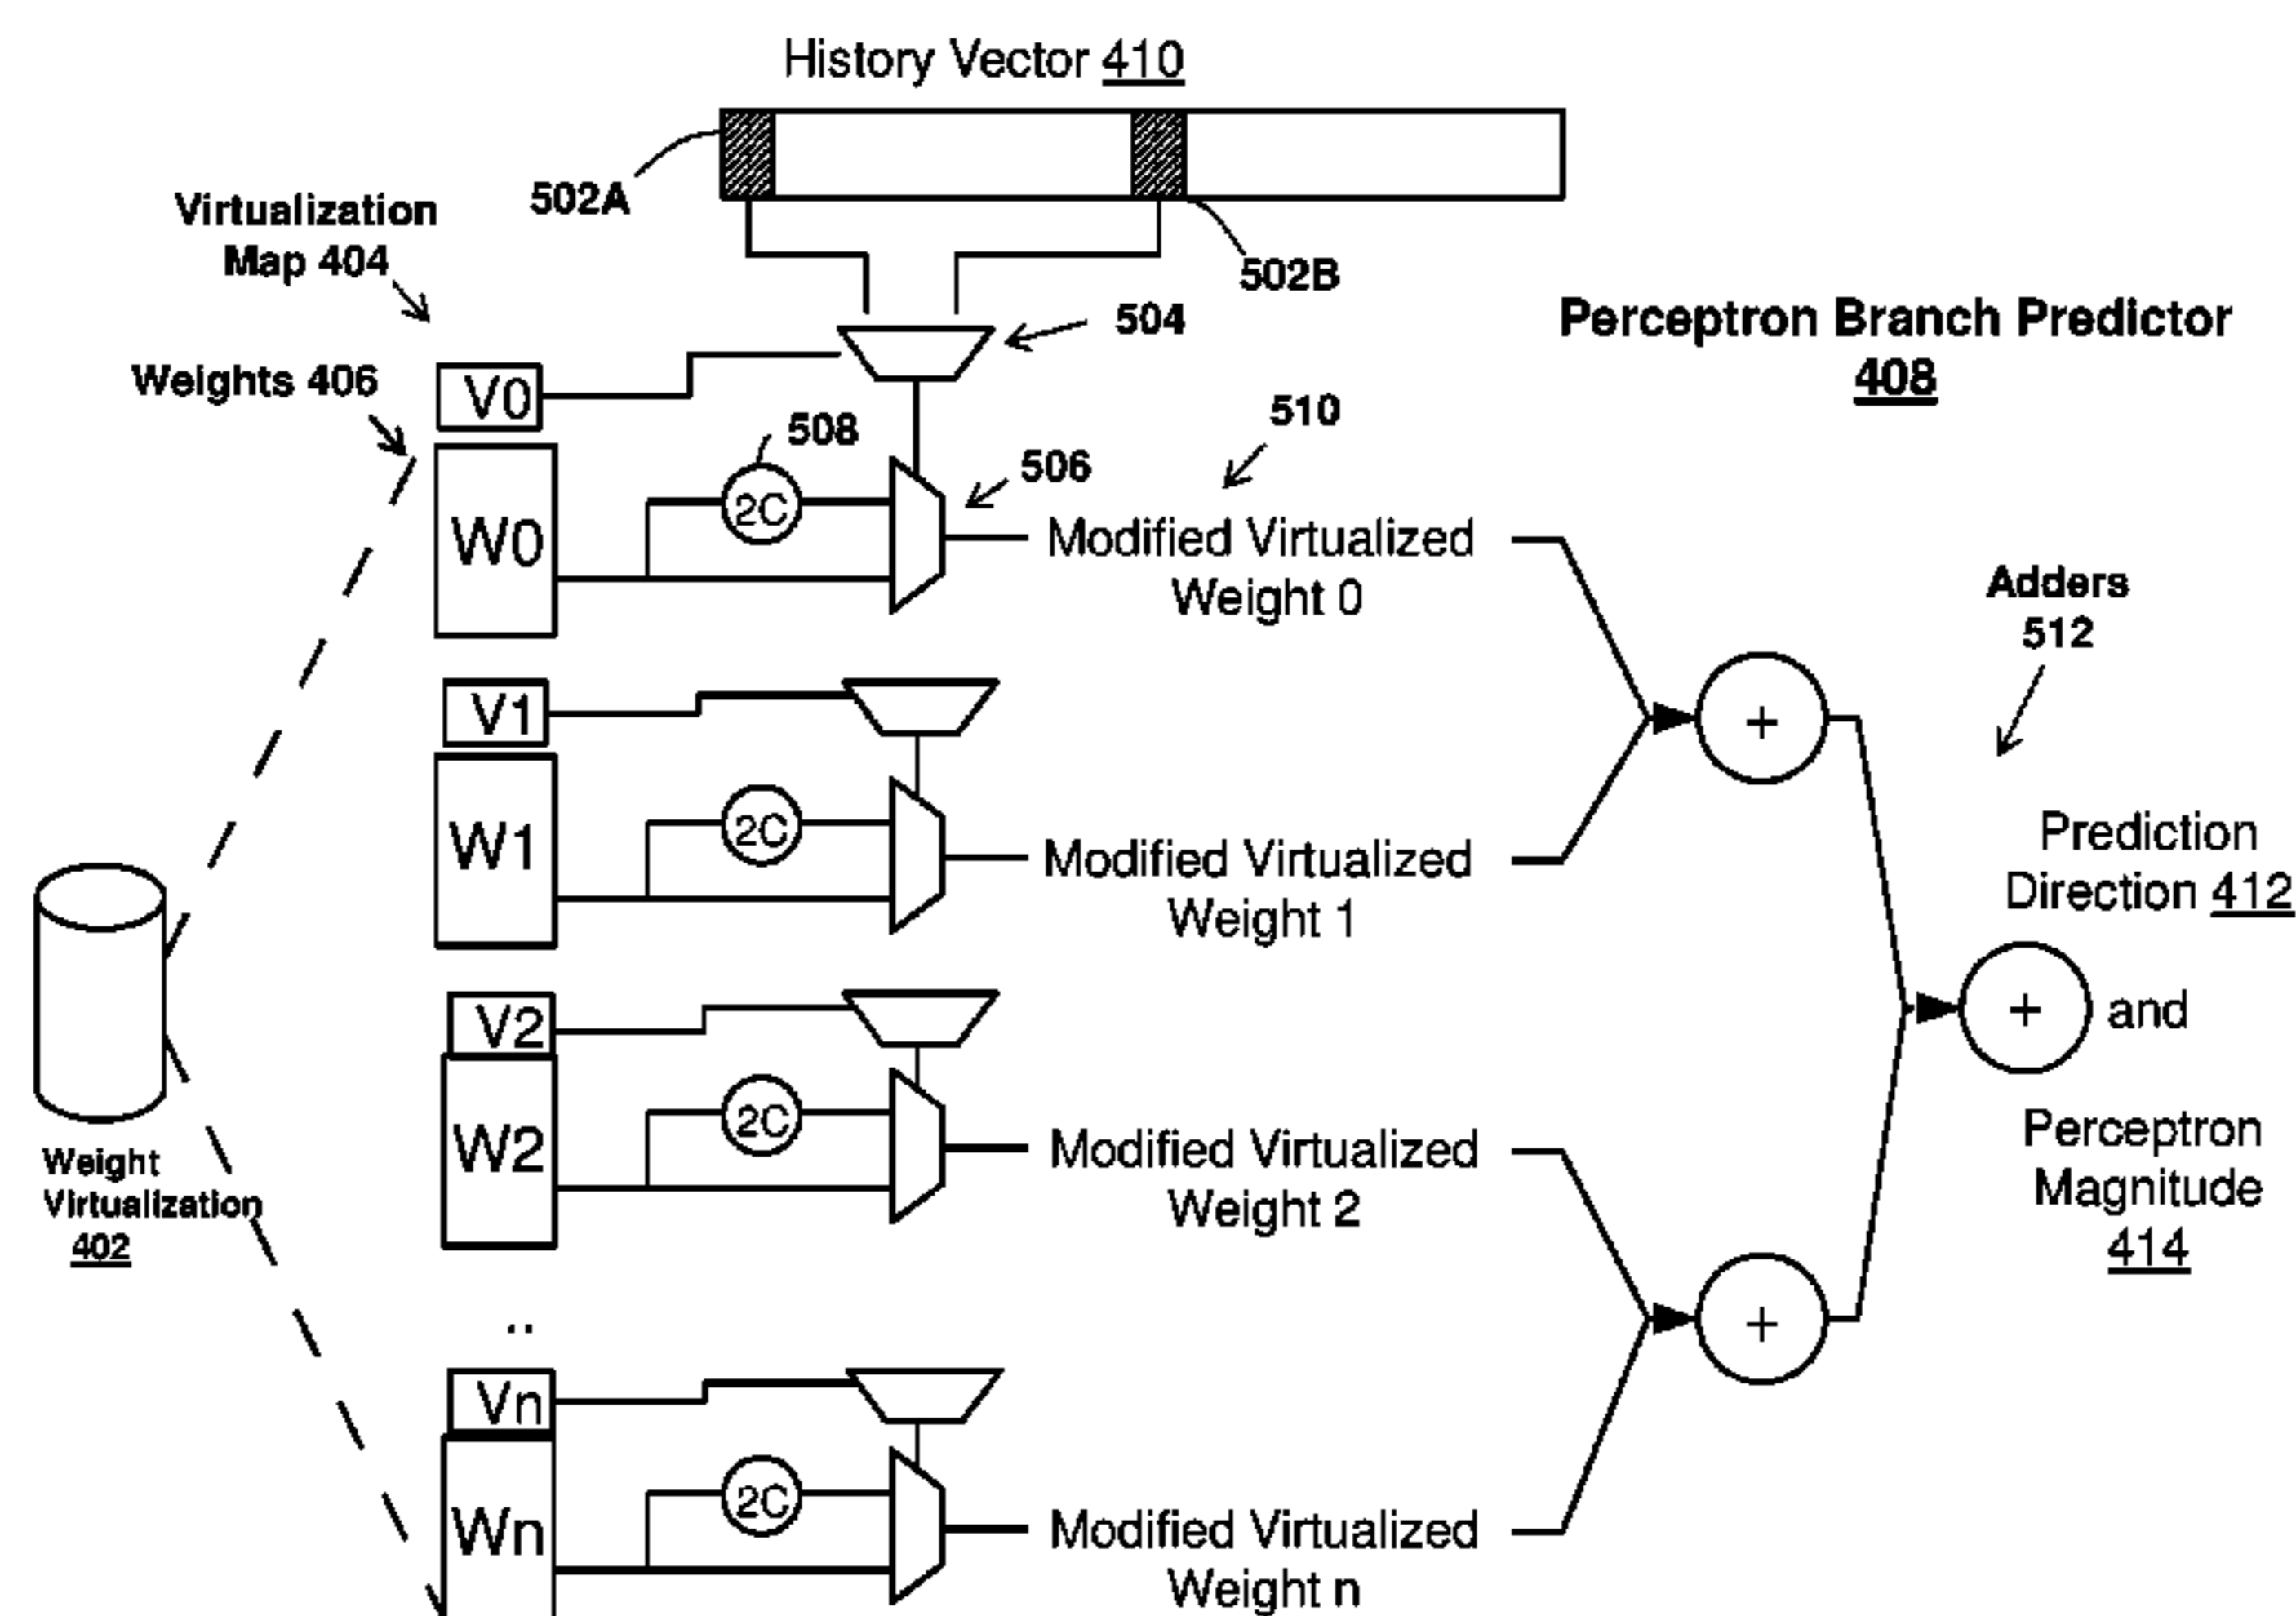 History Vector 410
502A
502B
Virtualization
Map 404
504
Perceptron Branch Predictor
408
Weights 406
V0
508
510
506
W0
2C
Modified Virtualized
Weight 0
Adders
512
V1
+
W1
2C
Modified Virtualized
Weight 1
Prediction
Direction 412
V2
+ and
W2
2C
Modified Virtualized
Weight 2
Perceptron
Magnitude
414
Weight
Virtualization
402
..
+
Vn
Wn
2C
Modified Virtualized
Weight n